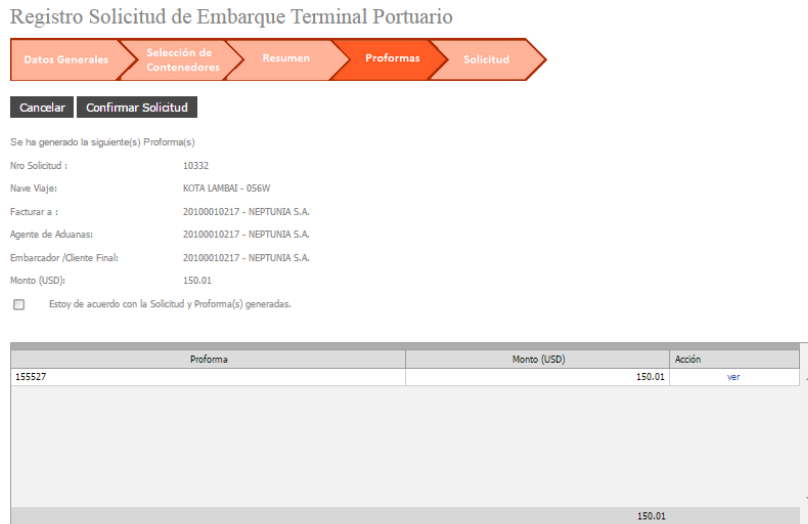 Registro Solicitud de Embarque Terminal Portuario
Datos Generales
Selección de
Contenedores
Resumen
Proformas
Solicitud
Cancelar
Confirmar Solicitud
Se ha generado la siguiente(s) Proforma(s)
Nro Solicitud : 10332
Nave Viaje: KOTA LAMBAI - 056W
Facturar a : 20100010217 - NEPTUNIA S.A.
Agente de Aduanas: 20100010217 - NEPTUNIA S.A.
Embarcador /Cliente Final: 20100010217 - NEPTUNIA S.A.
Monto (USD): 150.01
Estoy de acuerdo con la Solicitud y Proforma(s) generadas.
Proforma Monto (USD) Acción
155527 150.01 ver
150.01